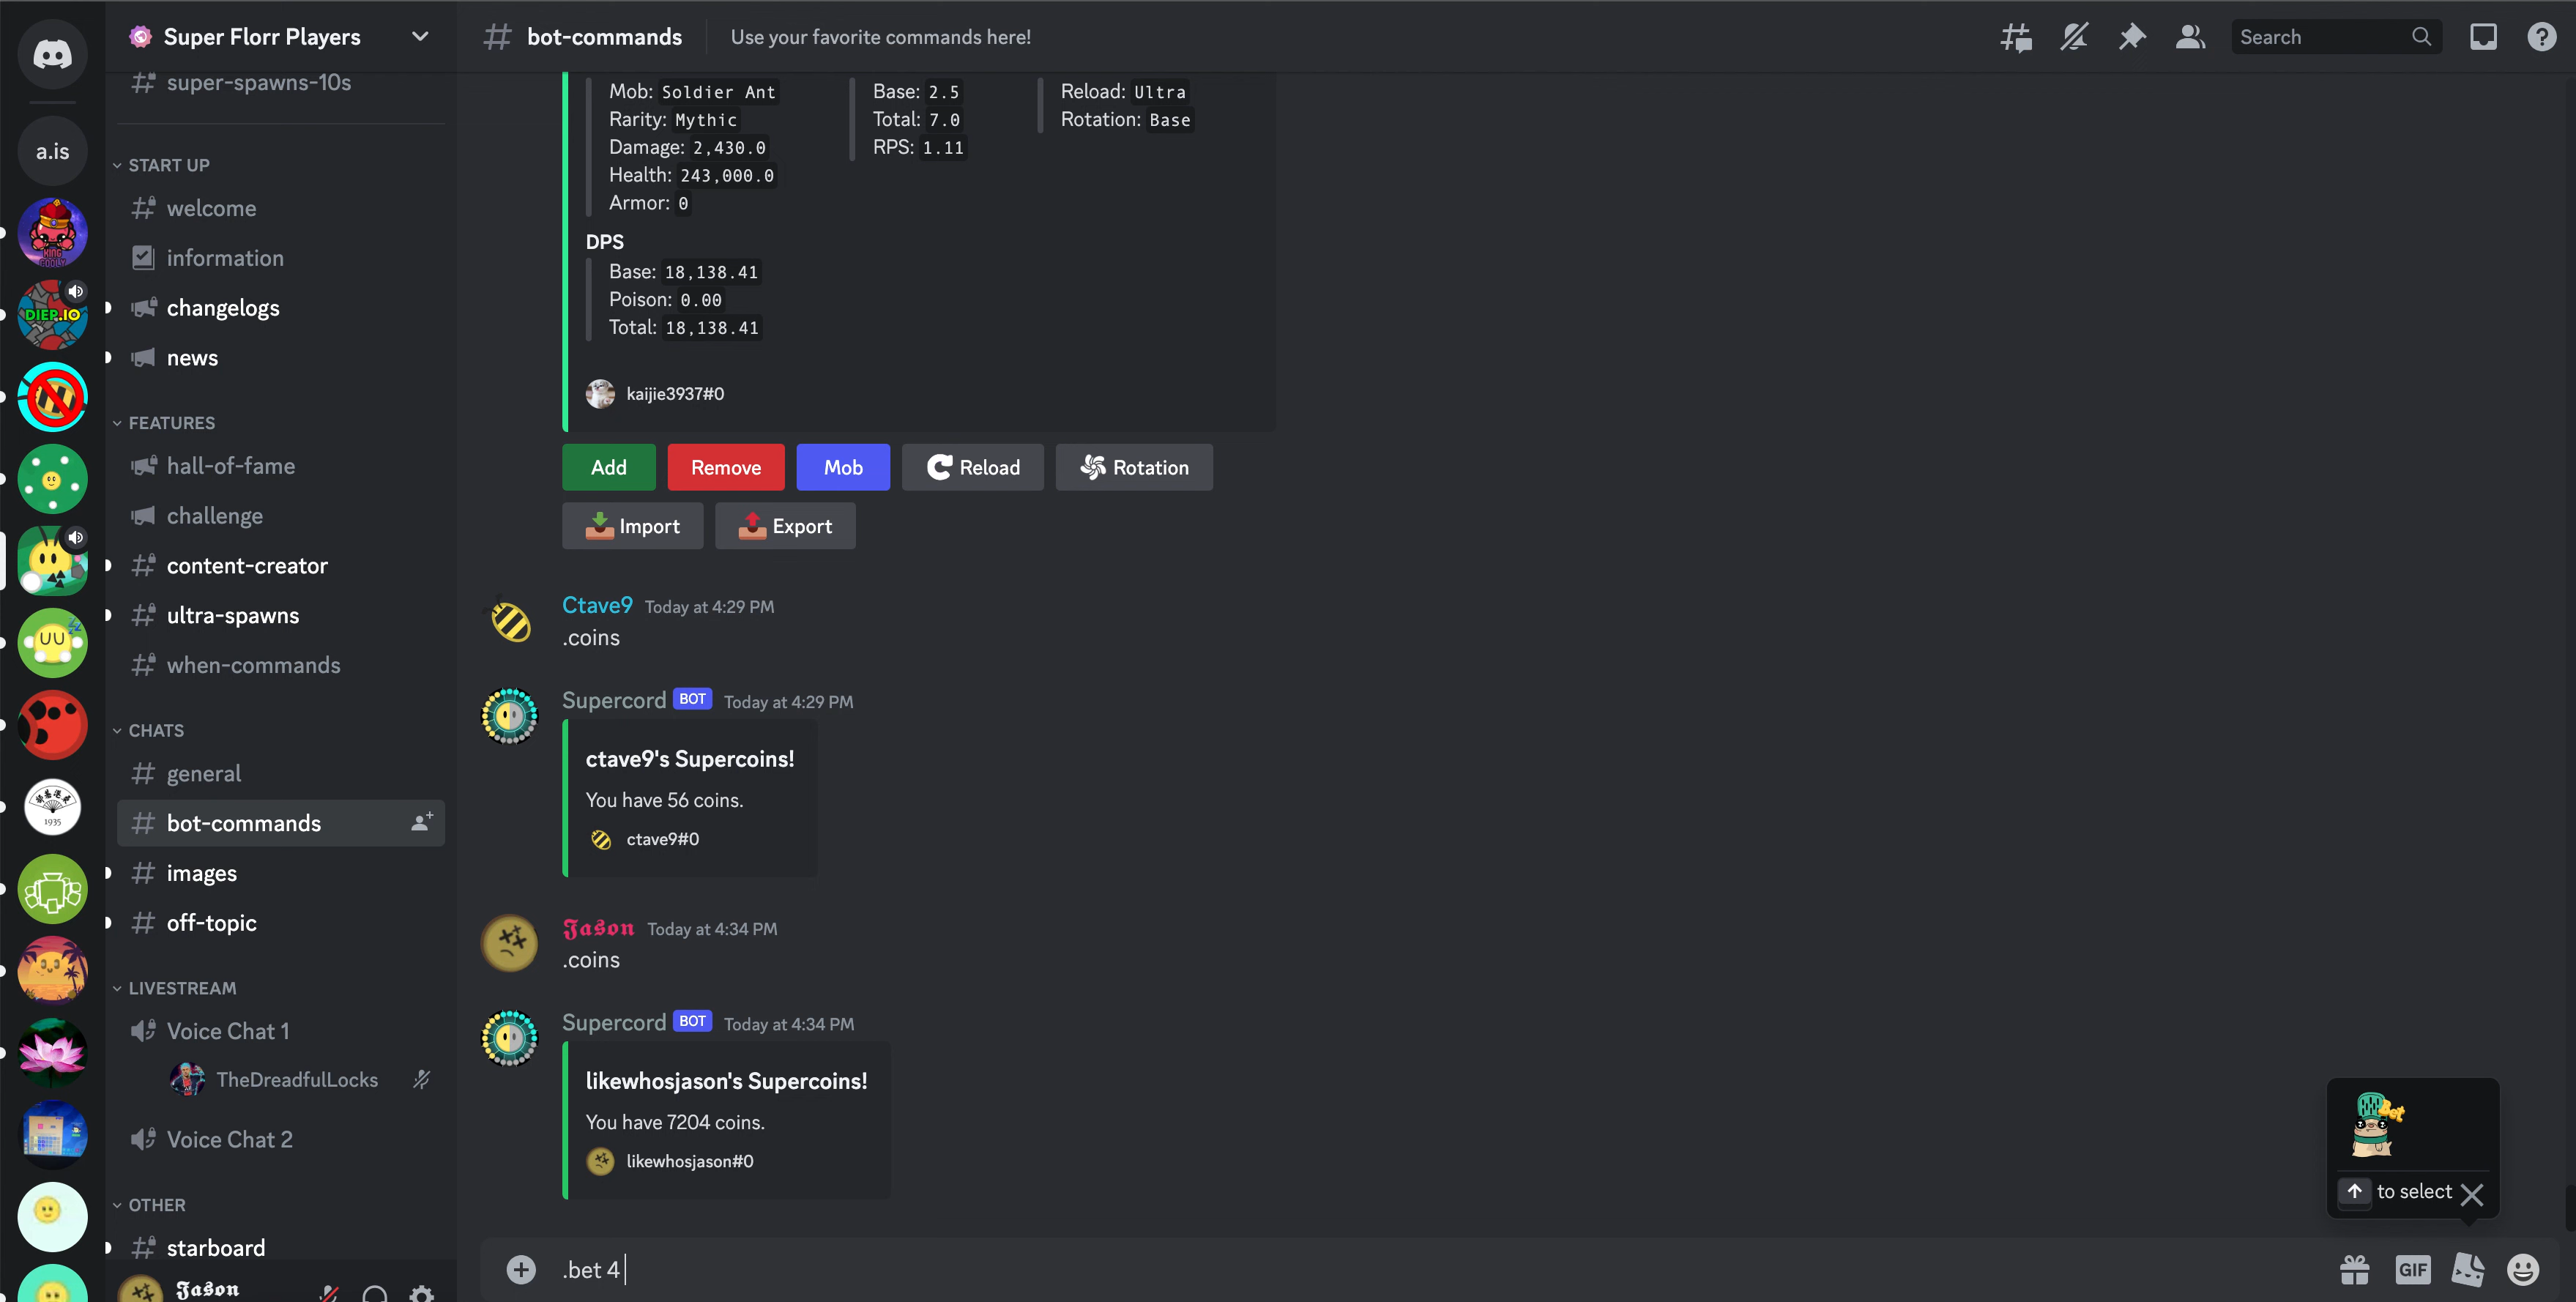 Super Florr Players
super-spawns-10s
START UP
welcome
information
changelogs
news
FEATURES
hall-of-fame
challenge
content-creator
ultra-spawns
when-commands
CHATS
general
bot-commands
images
off-topic
LIVESTREAM
Voice Chat 1
TheDreadfulLocks
Voice Chat 2
OTHER
starboard
𝕵𝖆𝖘𝖔𝖓
a.is
DIEP.IO
1935
bot-commands
Use your favorite commands here!
Search
Mob: Soldier Ant
Rarity: Mythic
Damage: 2,430.0
Health: 243,000.0
Armor: 0
Base: 2.5
Total: 7.0
RPS: 1.11
Reload: Ultra
Rotation: Base
DPS
Base: 18,138.41
Poison: 0.00
Total: 18,138.41
kaijie3937#0
Add
Remove
Mob
Reload
Rotation
Import
Export
Ctave9 Today at 4:29 PM
.coins
Supercord BOT Today at 4:29 PM
ctave9's Supercoins!
You have 56 coins.
ctave9#0
𝕵𝖆𝖘𝖔𝖓 Today at 4:34 PM
.coins
Supercord BOT Today at 4:34 PM
likewhosjason's Supercoins!
You have 7204 coins.
likewhosjason#0
Bet
to select
.bet 4
GIF